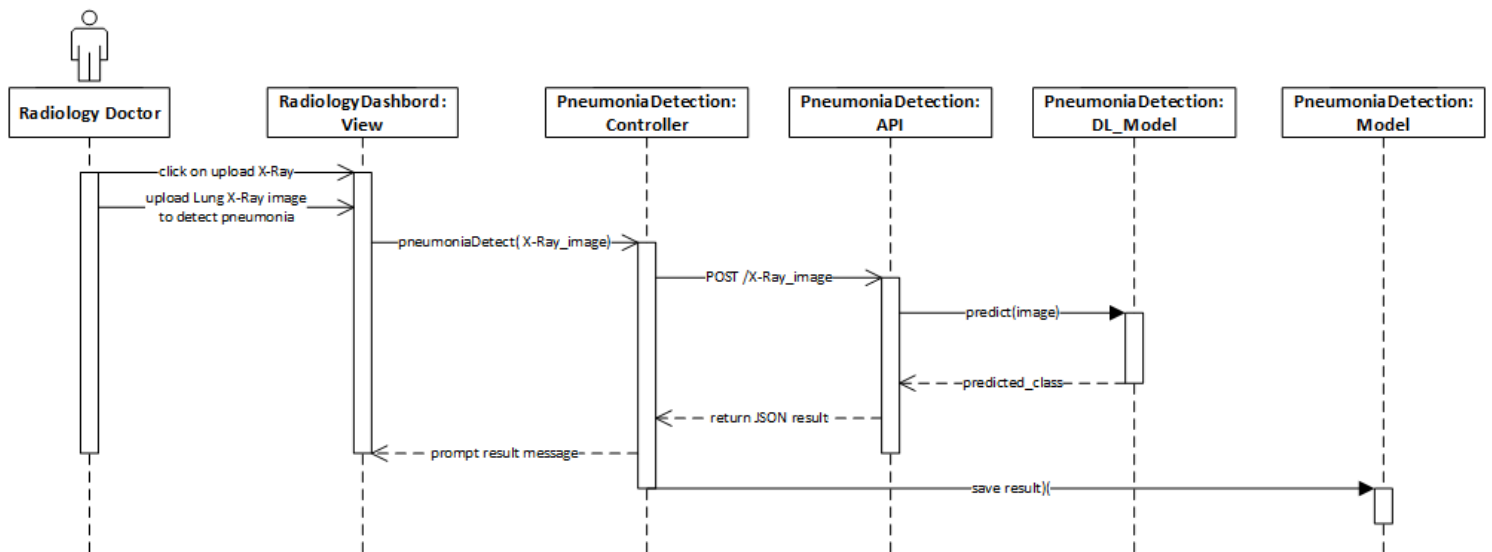 Radiology Doctor
RadiologyDashbord:
View
PneumoniaDetection:
Controller
PneumoniaDetection:
API
PneumoniaDetection:
DL_Model
PneumoniaDetection:
Model
click on upload X-Ray
upload Lung X-Ray image
to detect pneumonia
pneumoniaDetect( X-Ray_image)
POST /X-Ray_image
predict(image)
predicted_class
return JSON result
prompt result message
save result)(